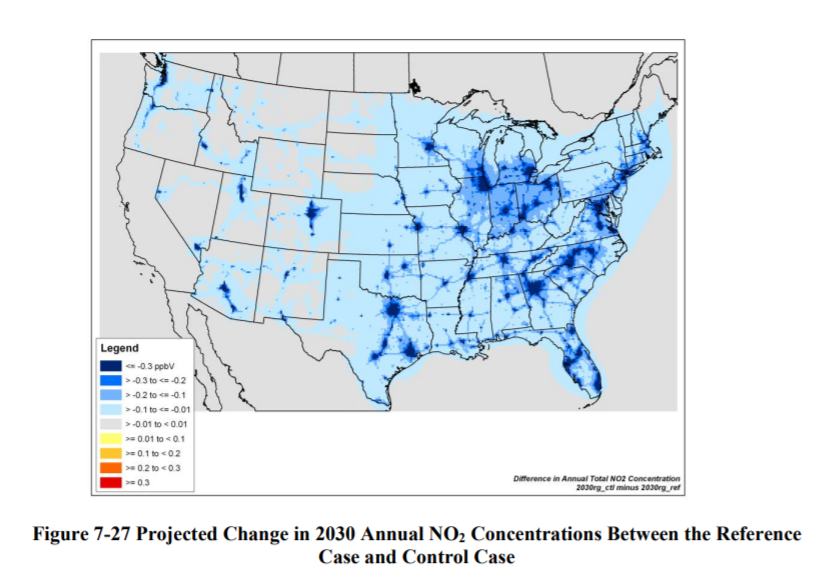 Legend
<= -0.3 ppbV
> -0.3 to <= -0.2
> -0.2 to <= -0.1
> -0.1 to <= -0.01
> -0.01 to < 0.01
>= 0.01 to < 0.1
>= 0.1 to < 0.2
>= 0.2 to < 0.3
>= 0.3
Difference in Annual Total NO2 Concentration
2030rg_ctl minus 2030rg_ref
Figure 7-27 Projected Change in 2030 Annual NO₂ Concentrations Between the Reference
Case and Control Case